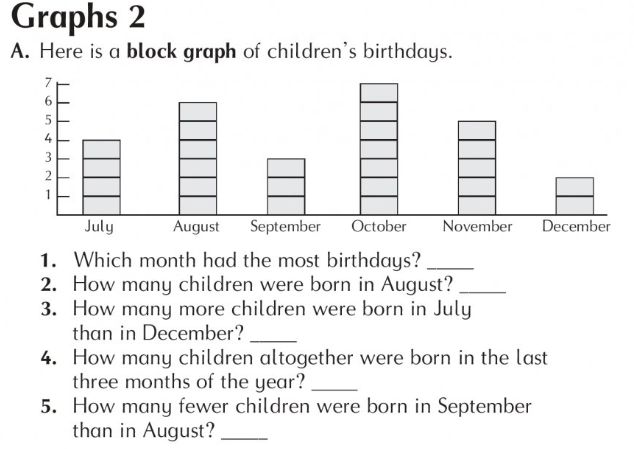 Graphs 2
A. Here is a block graph of children's birthdays.
7
6
5
4
3
2
1
July August September October November December
1. Which month had the most birthdays? _____
2. How many children were born in August? _____
3. How many more children were born in July
than in December? _____
4. How many children altogether were born in the last
three months of the year? _____
5. How many fewer children were born in September
than in August? _____